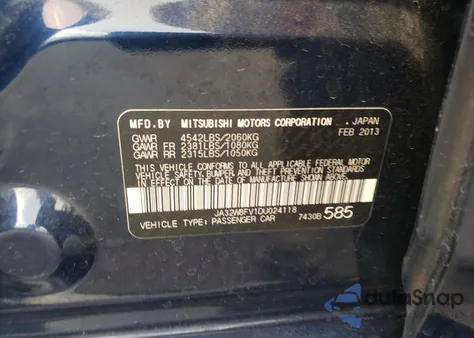 MFD.BY MITSUBISHI MOTORS CORPORATION . JAPAN
FEB 2013
GVWR 4542LBS/2060KG
GAWR FR 2381LBS/1080KG
GAWR RR 2315LBS/1050KG
THIS VEHICLE CONFORMS TO ALL APPLICABLE FEDERAL MOTOR
VEHICLE SAFETY, BUMPER, AND THEFT PREVENTION STANDARDS
IN EFFECT ON THE DATE OF MANUFACTURE SHOWN ABOVE.
JA32W8FV1DU024118
VEHICLE TYPE: PASSENGER CAR 7430B 585
autoSnap